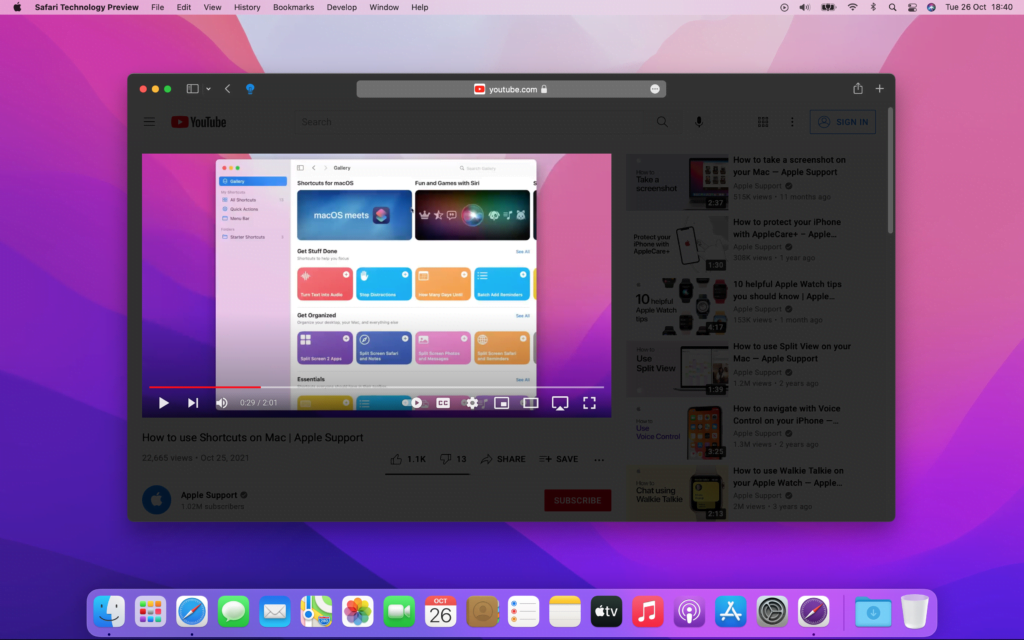 Safari Technology Preview File Edit View History Bookmarks Develop Window Help
Tue 26 Oct 18:40
youtube.com
YouTube
Search
SIGN IN
Gallery
Search Gallery
Gallery
My Shortcuts
All Shortcuts
Quick Actions
Menu Bar
Starter Shortcuts
Shortcuts for macOS
Fun and Games with Siri
macOS meets
Get Stuff Done
See All
Shortcuts to help you focus
Turn Text Into Audio
Stop Distractions
How Many Days Until
Batch Add Reminders
Get Organized
See All
Organize your desktop, your Mac, and everything else
Split Screen 2 Apps
Split Screen Safari
and Notes
Split Screen Photos
and Messages
Split Screen Safari
and Reminders
Essentials
See All
0:29 / 2:01
CC
How to use Shortcuts on Mac | Apple Support
22,665 views • Oct 25, 2021
1.1K
13
SHARE
SAVE
Apple Support
1.02M subscribers
SUBSCRIBE
How to
Take a
screenshot
2:37
How to take a screenshot on
your Mac — Apple Support
Apple Support
515K views • 11 months ago
Protect your
iPhone with
AppleCare+
1:30
How to protect your iPhone
with AppleCare+ – Apple...
Apple Support
308K views • 1 year ago
10 helpful
Apple Watch
tips
4:17
10 helpful Apple Watch tips
you should know | Apple...
Apple Support
153K views • 1 month ago
How to
Use
Split View
1:39
How to use Split View on your
Mac — Apple Support
Apple Support
1.2M views • 2 years ago
How to
Use
Voice Control
3:25
How to navigate with Voice
Control on your iPhone —...
Apple Support
1.3M views • 2 years ago
How to
Chat using
Walkie Talkie
2:13
How to use Walkie Talkie on
your Apple Watch — Apple...
Apple Support
2M views • 3 years ago
OCT
26
tv